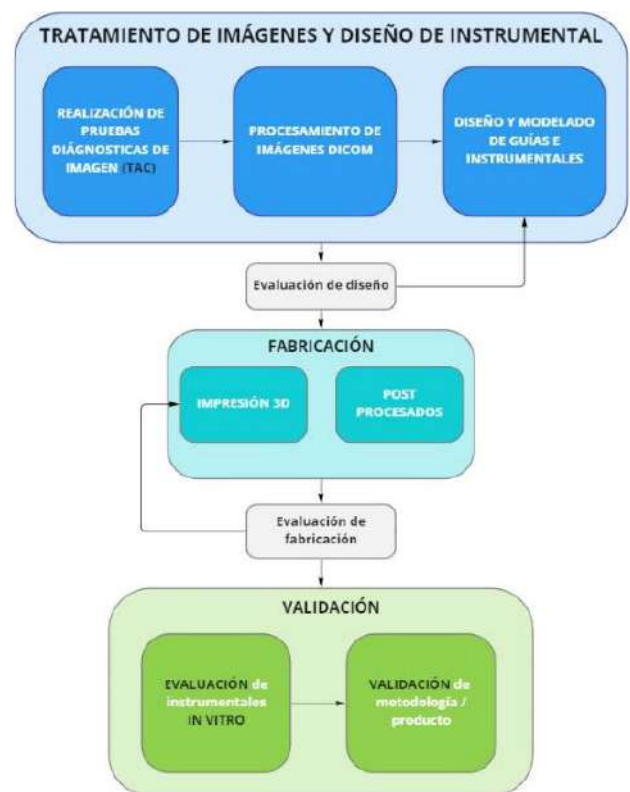 TRATAMIENTO DE IMÁGENES Y DISEÑO DE INSTRUMENTAL
REALIZACIÓN DE
PRUEBAS
DIÁGNOSTICAS DE
IMAGEN (TAC)
PROCESAMIENTO DE
IMÁGENES DICOM
DISEÑO Y MODELADO
DE GUÍAS E
INSTRUMENTALES
Evaluación de diseño
FABRICACIÓN
IMPRESIÓN 3D
POST
PROCESADOS
Evaluación de
fabricación
VALIDACIÓN
EVALUACIÓN de
instrumentales
IN VITRO
VALIDACIÓN de
metodología /
producto